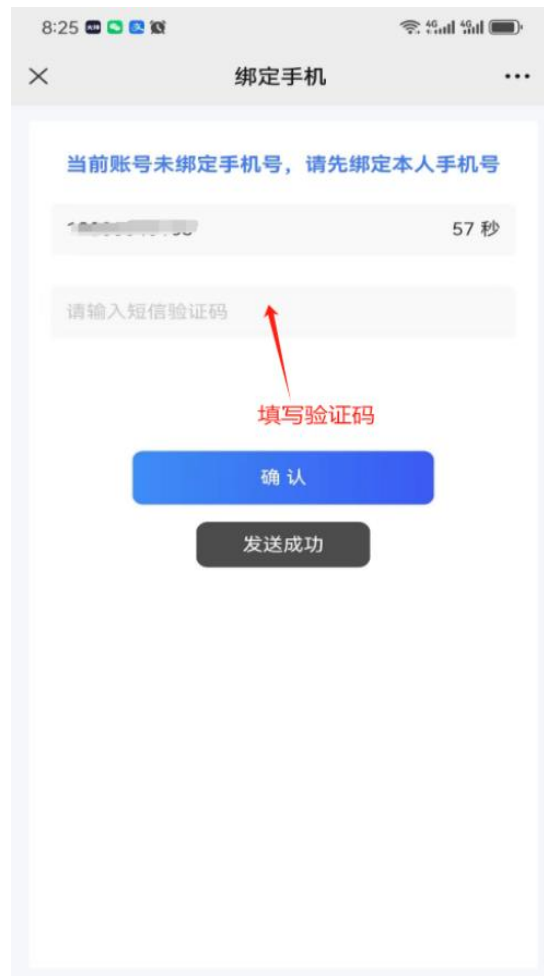 8:25
绑定手机
当前账号未绑定手机号，请先绑定本人手机号
57 秒
请输入短信验证码
填写验证码
确 认
发送成功